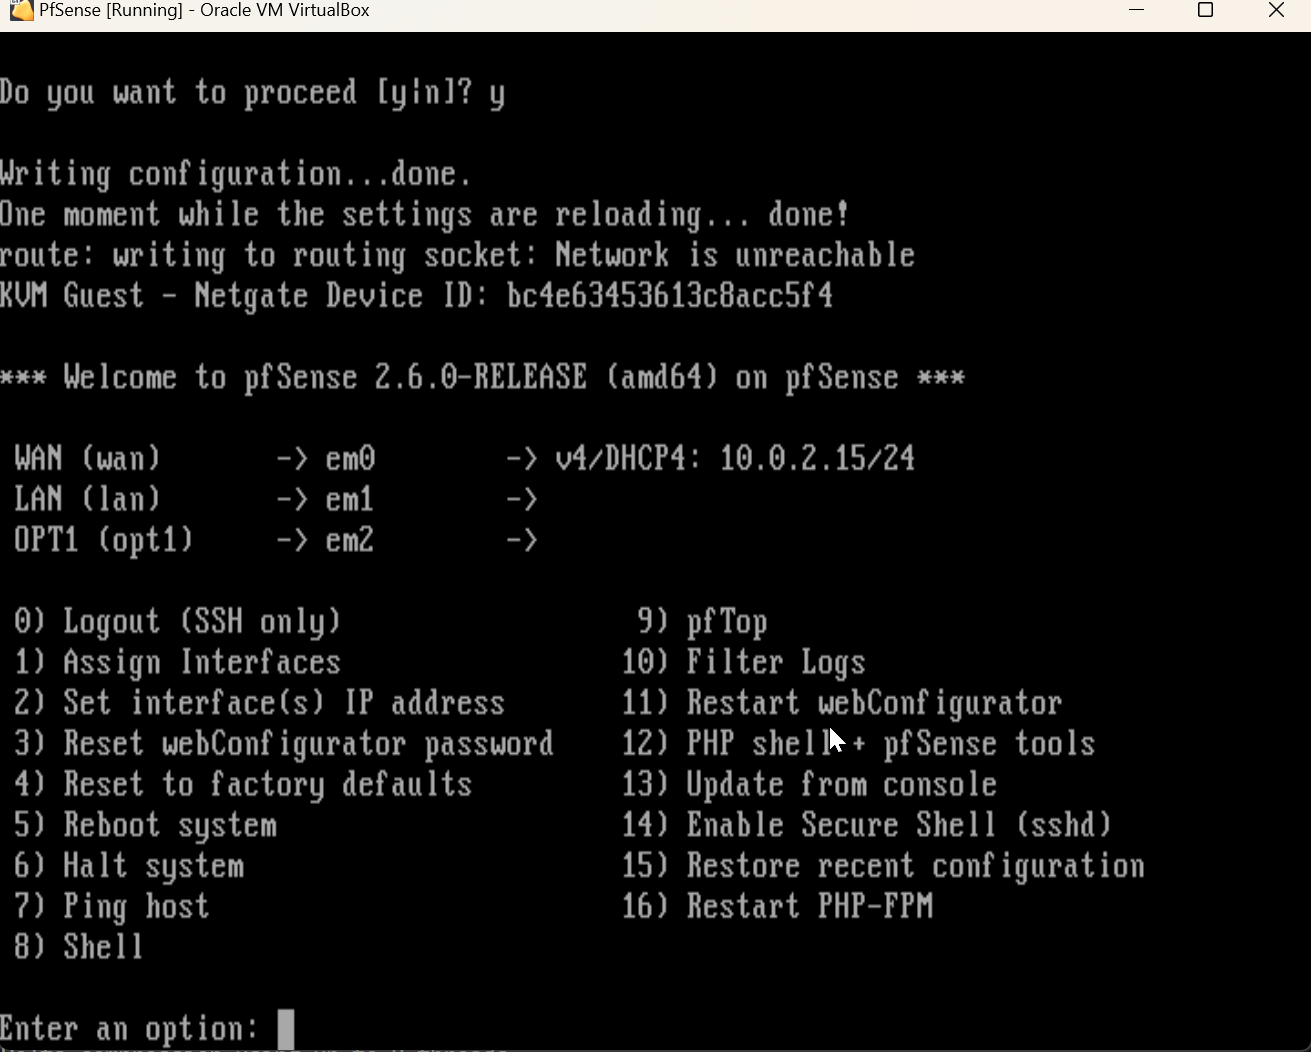 PfSense [Running] - Oracle VM VirtualBox
Do you want to proceed [y|n]? y
Writing configuration...done.
One moment while the settings are reloading... done!
route: writing to routing socket: Network is unreachable
KVM Guest - Netgate Device ID: bc4e63453613c8acc5f4
*** Welcome to pfSense 2.6.0-RELEASE (amd64) on pfSense ***
WAN (wan) -> em0 -> v4/DHCP4: 10.0.2.15/24
LAN (lan) -> em1 ->
OPT1 (opt1) -> em2 ->
0) Logout (SSH only) 9) pfTop
1) Assign Interfaces 10) Filter Logs
2) Set interface(s) IP address 11) Restart webConfigurator
3) Reset webConfigurator password 12) PHP shell + pfSense tools
4) Reset to factory defaults 13) Update from console
5) Reboot system 14) Enable Secure Shell (sshd)
6) Halt system 15) Restore recent configuration
7) Ping host 16) Restart PHP-FPM
8) Shell
Enter an option: